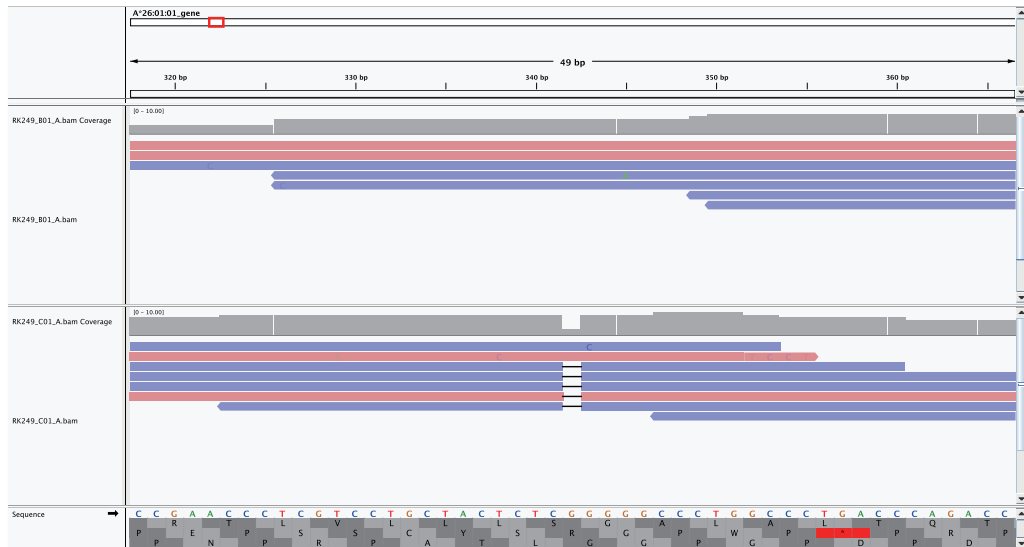 A*26:01:01_gene
49 bp
320 bp 330 bp 340 bp 350 bp 360 bp
[0 - 10.00]
RK249_B01_A.bam Coverage
C
C
RK249_B01_A.bam
[0 - 10.00]
RK249_C01_A.bam Coverage
C
C
RK249_C01_A.bam
Sequence C C G A A C C C T C G T C C T G C T A C T C T C G G G G G C C C T G G C C C T G A C C C A G A C C
R T L V L L L S G A L A L T Q T
P E P S S C Y S R G P W P * P R P
P N P R P A T L G G P G P D P D